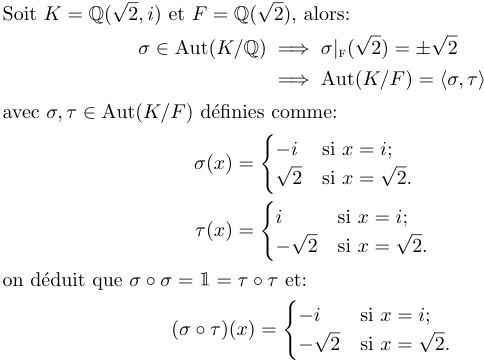 Soit K = ℚ(√2, i) et F = ℚ(√2), alors:
σ ∈ Aut(K/ℚ) ⟹ σ|_F(√2) = ±√2
⟹ Aut(K/F) = ⟨σ, τ⟩
avec σ, τ ∈ Aut(K/F) définies comme:
σ(x) = { −i si x = i;
√2 si x = √2.
τ(x) = { i si x = i;
−√2 si x = √2.
on déduit que σ ∘ σ = 𝟙 = τ ∘ τ et:
(σ ∘ τ)(x) = { −i si x = i;
−√2 si x = √2.